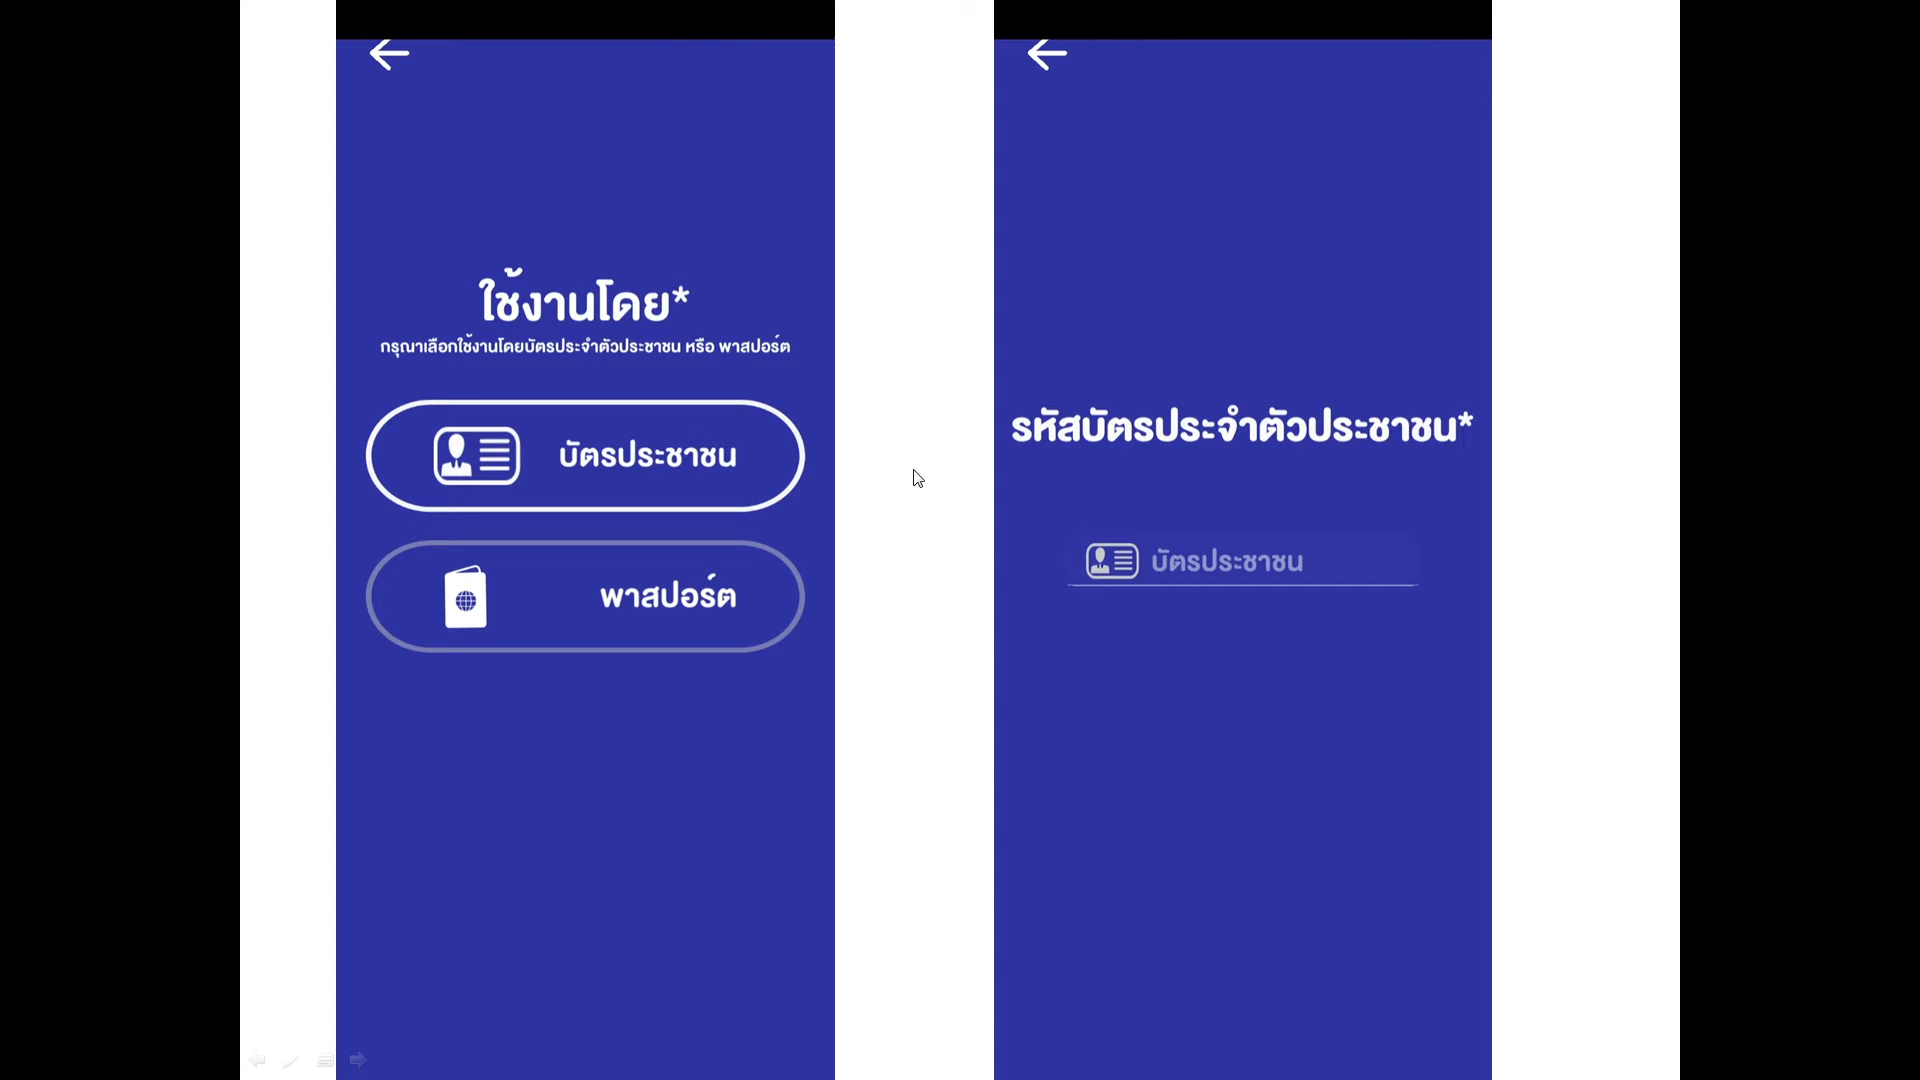 ใช้งานโดย*
กรุณาเลือกใช้งานโดยบัตรประจำตัวประชาชน หรือ พาสปอร์ต
บัตรประชาชน
พาสปอร์ต
รหัสบัตรประจำตัวประชาชน*
บัตรประชาชน